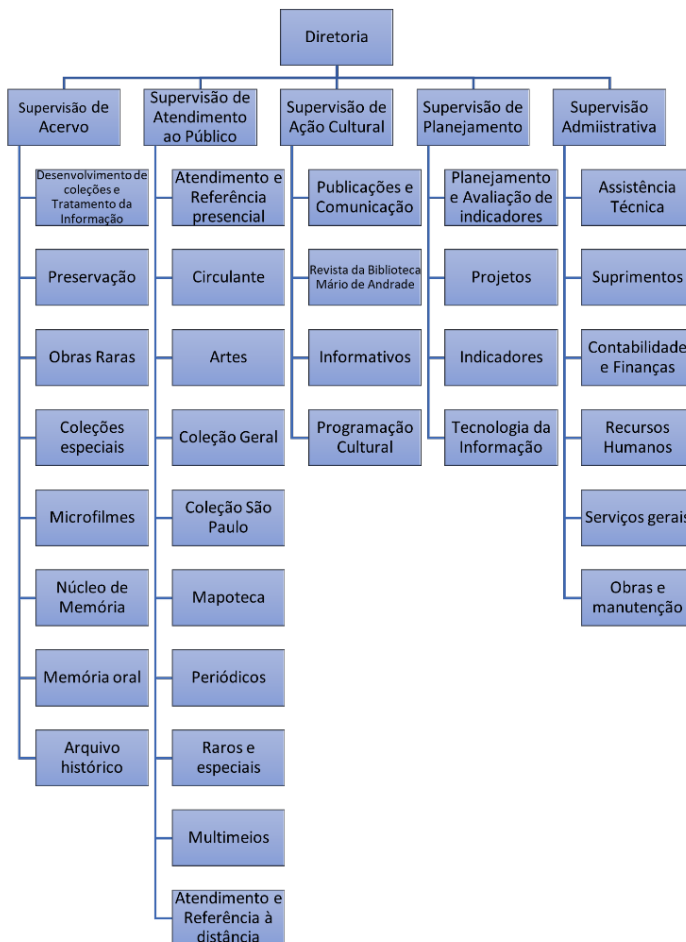 Diretoria
Supervisão de
Acervo
Desenvolvimento de
coleções e
Tratamento da
Informação
Preservação
Obras Raras
Coleções
especiais
Microfilmes
Núcleo de
Memória
Memória oral
Arquivo
histórico
Supervisão de
Atendimento
ao Público
Atendimento e
Referência
presencial
Circulante
Artes
Coleção Geral
Coleção São
Paulo
Mapoteca
Periódicos
Raros e
especiais
Multimeios
Atendimento e
Referência à
distância
Supervisão de
Ação Cultural
Publicações e
Comunicação
Revista da Biblioteca
Mário de Andrade
Informativos
Programação
Cultural
Supervisão de
Planejamento
Planejamento
e Avaliação de
indicadores
Projetos
Indicadores
Tecnologia da
Informação
Supervisão
Admiistrativa
Assistência
Técnica
Suprimentos
Contabilidade
e Finanças
Recursos
Humanos
Serviços gerais
Obras e
manutenção